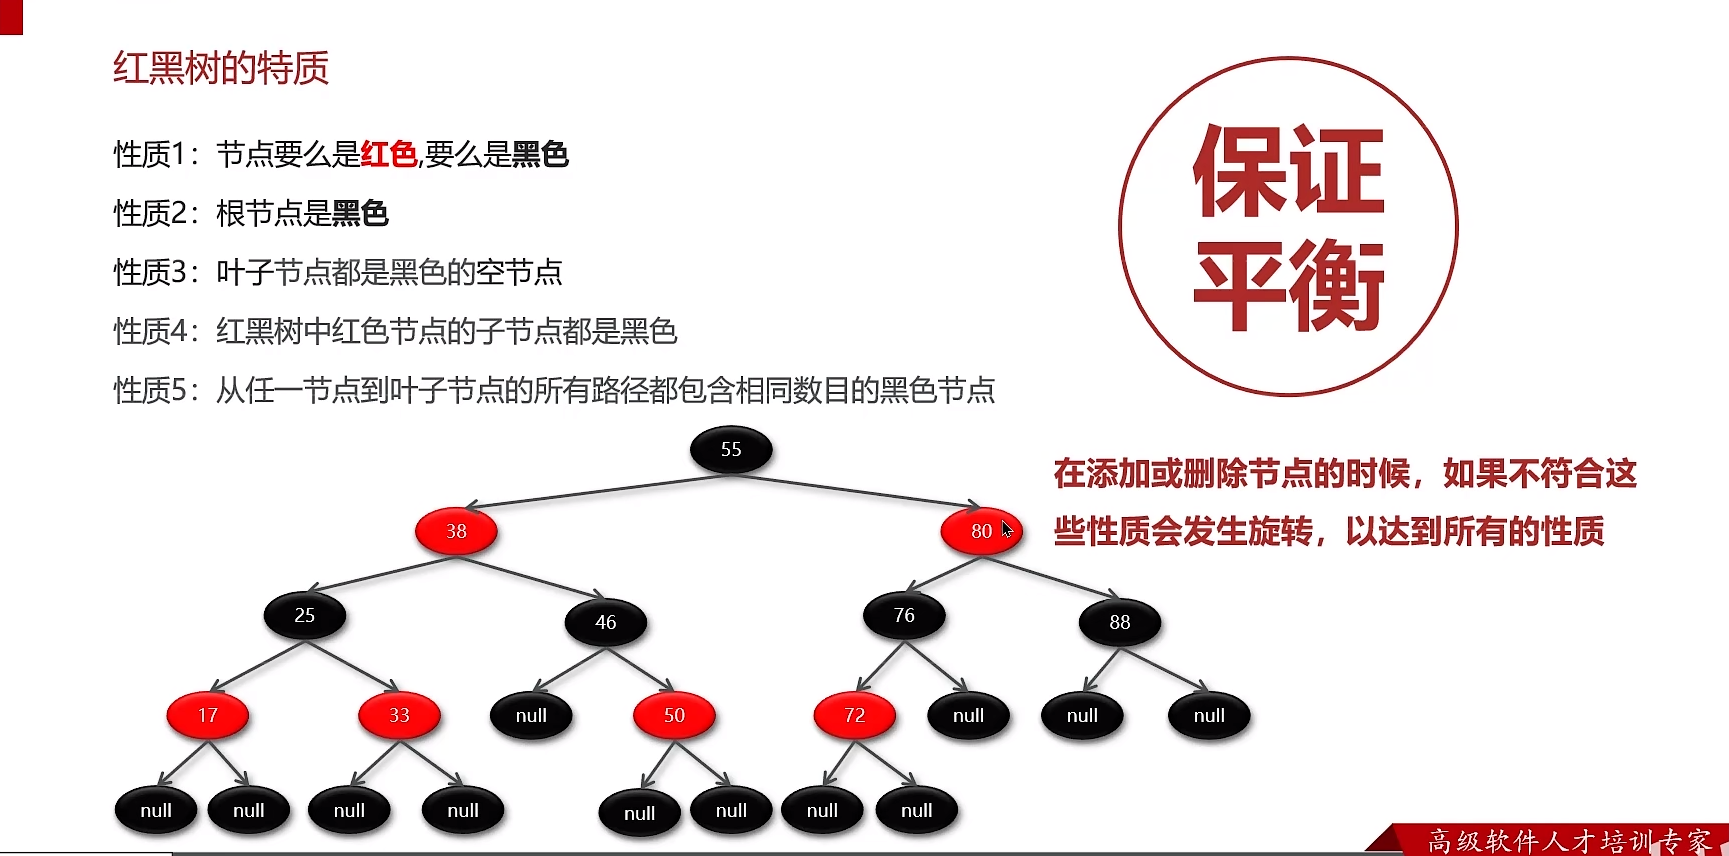 红黑树的特质
性质1：节点要么是红色,要么是黑色
性质2：根节点是黑色
性质3：叶子节点都是黑色的空节点
性质4：红黑树中红色节点的子节点都是黑色
性质5：从任一节点到叶子节点的所有路径都包含相同数目的黑色节点
保证
平衡
在添加或删除节点的时候，如果不符合这
些性质会发生旋转，以达到所有的性质
55
38 80
25 46 76 88
17 33 null 50 72 null null null
null null null null null null null null
高级软件人才培训专家